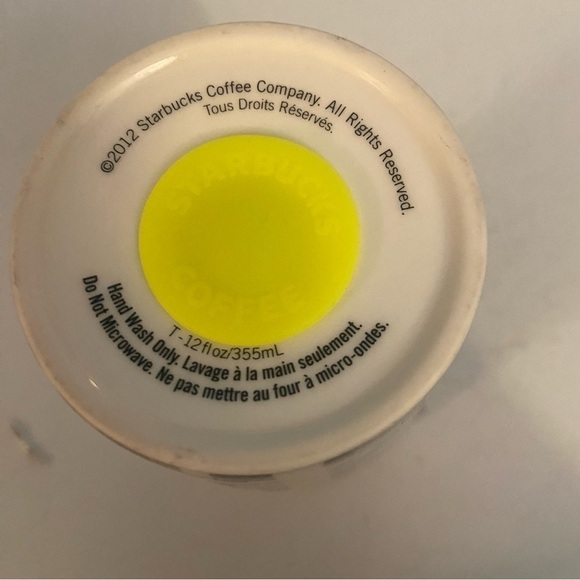 ©2012 Starbucks Coffee Company. All Rights Reserved.
Tous Droits Réservés.
STARBUCKS
COFFEE
T-12floz/355mL
Hand Wash Only. Lavage à la main seulement.
Do Not Microwave. Ne pas mettre au four à micro-ondes.